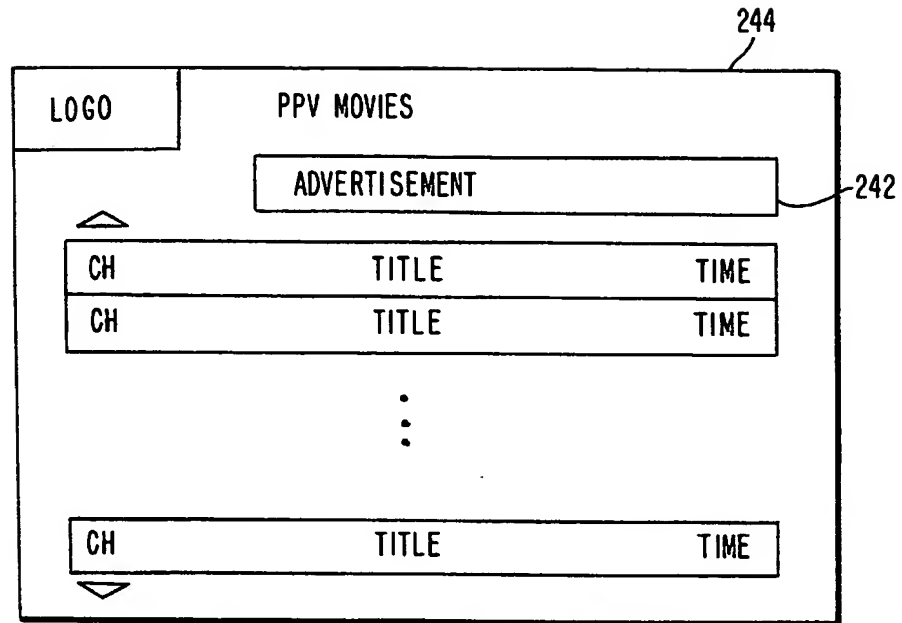 244
LOGO PPV MOVIES
ADVERTISEMENT 242
CH TITLE TIME
CH TITLE TIME
CH TITLE TIME